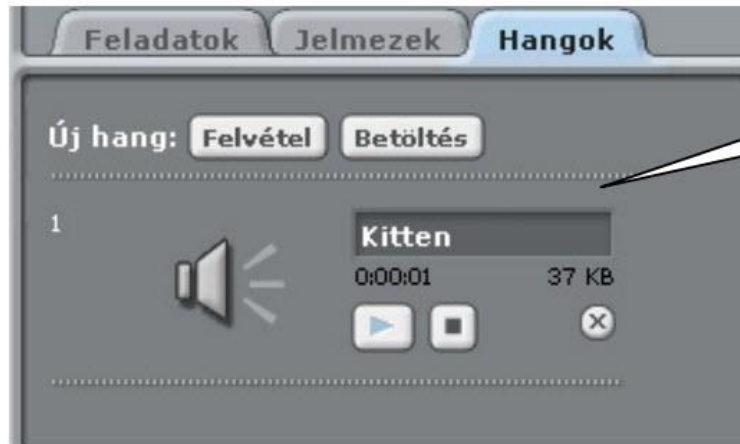 Feladatok Jelmezek Hangok
Új hang: Felvétel Betöltés
1
Kitten
0:00:01 37 KB